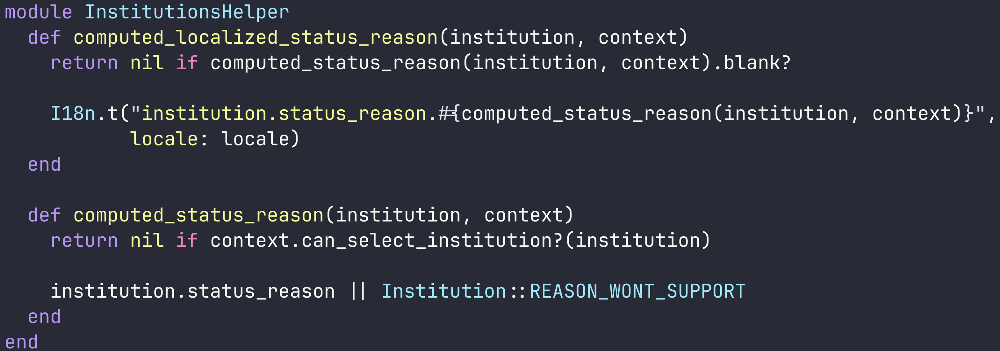 module InstitutionsHelper
  def computed_localized_status_reason(institution, context)
    return nil if computed_status_reason(institution, context).blank?

    I18n.t("institution.status_reason.#{computed_status_reason(institution, context)}",
           locale: locale)
  end

  def computed_status_reason(institution, context)
    return nil if context.can_select_institution?(institution)

    institution.status_reason || Institution::REASON_WONT_SUPPORT
  end
end